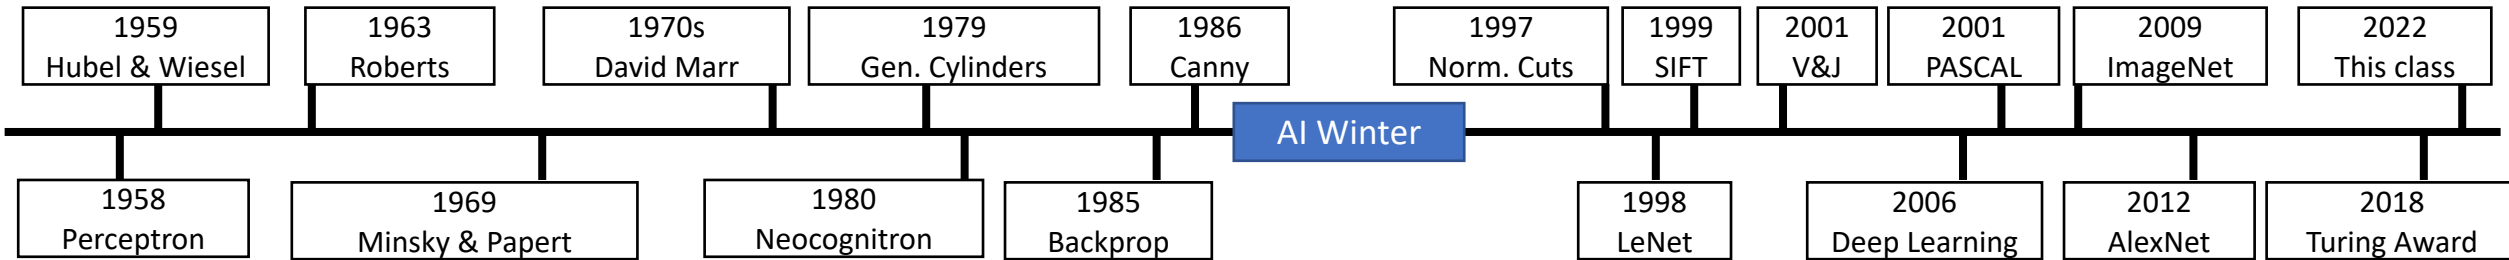 1959
Hubel & Wiesel
1963
Roberts
1970s
David Marr
1979
Gen. Cylinders
1986
Canny
1997
Norm. Cuts
1999
SIFT
2001
V&J
2001
PASCAL
2009
ImageNet
2022
This class
AI Winter
1958
Perceptron
1969
Minsky & Papert
1980
Neocognitron
1985
Backprop
1998
LeNet
2006
Deep Learning
2012
AlexNet
2018
Turing Award